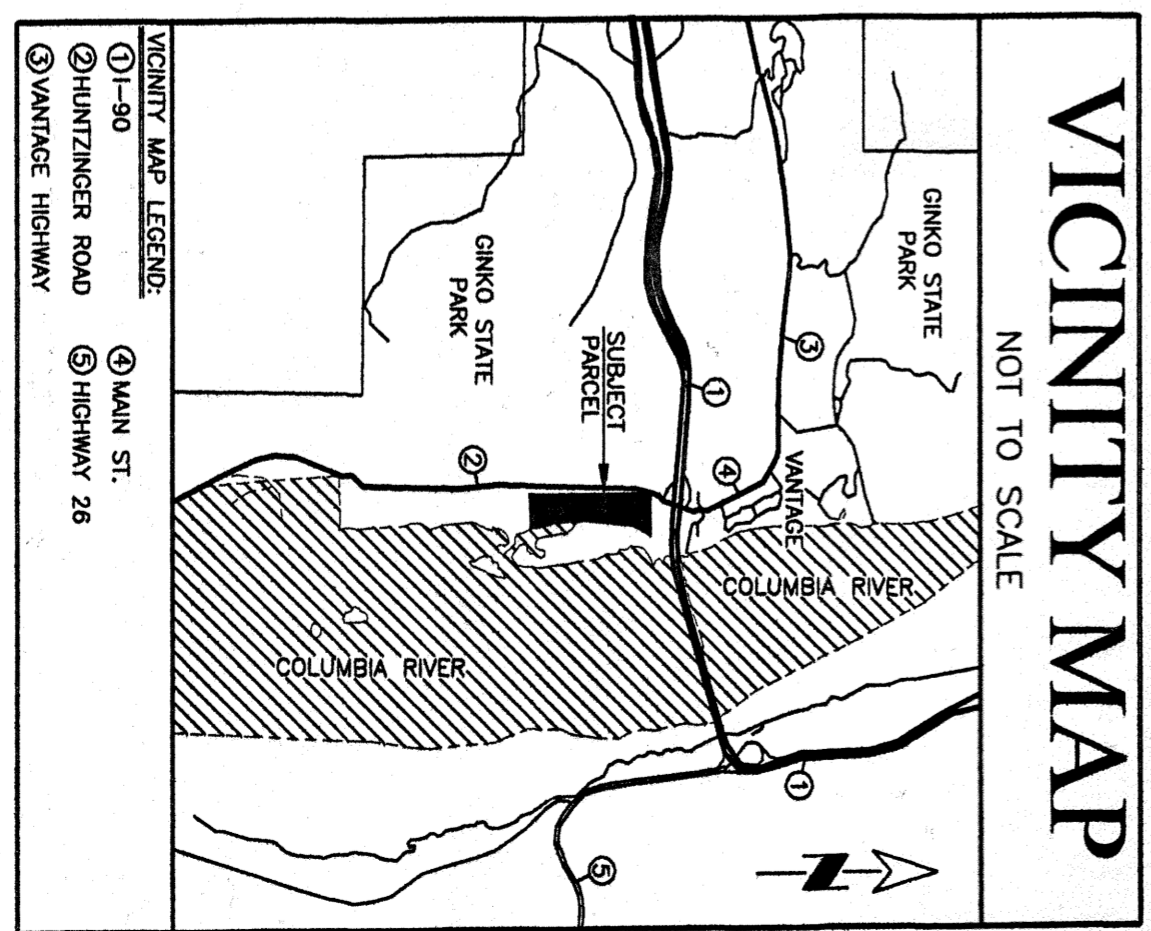 VICINITY MAP
NOT TO SCALE
GINKO STATE
PARK
③
VANTAGE
④
COLUMBIA RIVER
①
①
SUBJECT
PARCEL
GINKO STATE
PARK
②
COLUMBIA RIVER
⑤
N
VICINITY MAP LEGEND:
① I-90
② HUNTZINGER ROAD
③ VANTAGE HIGHWAY
④ MAIN ST.
⑤ HIGHWAY 26